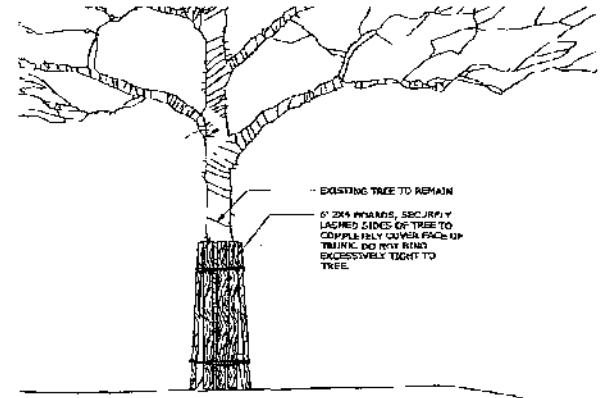 EXISTING TREE TO REMAIN
6' 2X4 BOARDS, SECURELY
LASHED SIDES OF TREE TO
COMPLETELY COVER FACE OF
TRUNK. DO NOT BIND
EXCESSIVELY TIGHT TO
TREE.